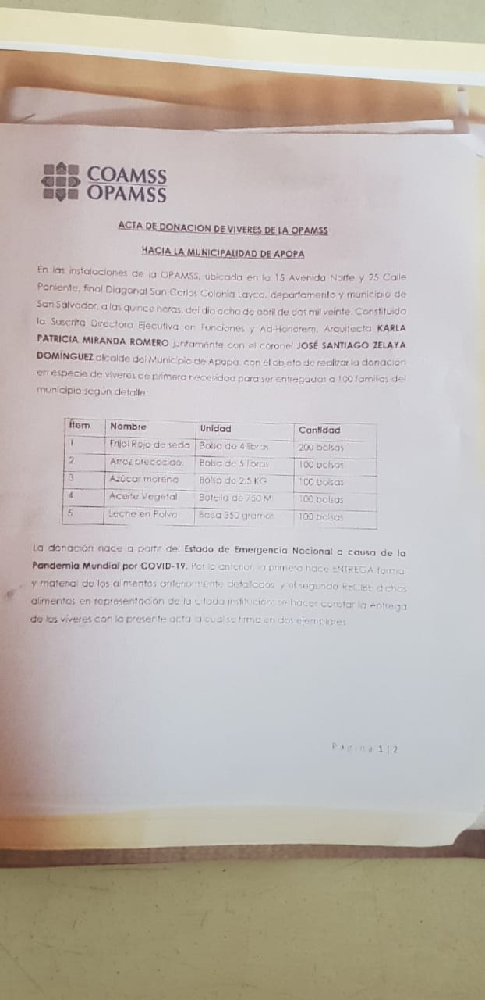 COAMSS
OPAMSS
ACTA DE DONACION DE VIVERES DE LA OPAMSS
HACIA LA MUNICIPALIDAD DE APOPA
En las instalaciones de la OPAMSS, ubicada en la 15 Avenida Norte y 25 Calle
Poniente, final Diagonal San Carlos Colonia Layco, departamento y municipio de
San Salvador, a las quince horas, del día ocho de abril de dos mil veinte. Constituida
la Suscrita Directora Ejecutiva en Funciones y Ad-Honorem, Arquitecta KARLA
PATRICIA MIRANDA ROMERO juntamente con el coronel JOSÉ SANTIAGO ZELAYA
DOMÍNGUEZ alcalde del Municipio de Apopa, con el objeto de realizar la donación
en especie de víveres de primera necesidad para ser entregadas a 100 familias del
municipio según detalle:
Ítem Nombre Unidad Cantidad
1 Frijol Rojo de seda Bolsa de 4 libras 200 bolsas
2 Arroz precocido Bolsa de 5 libras 100 bolsas
3 Azúcar morena Bolsa de 2.5 KG 100 bolsas
4 Aceite Vegetal Botella de 750 M 100 bolsas
5 Leche en Polvo Bolsa 350 gramos 100 bolsas
La donación nace a partir del Estado de Emergencia Nacional a causa de la
Pandemia Mundial por COVID-19. Por lo anterior, la primera hace ENTREGA formal
y material de los alimentos anteriormente detallados, y el segundo RECIBE dichos
alimentos en representación de la citada institución; se hacer constar la entrega
de los víveres con la presente acta la cual se firma en dos ejemplares.
Página 1 | 2